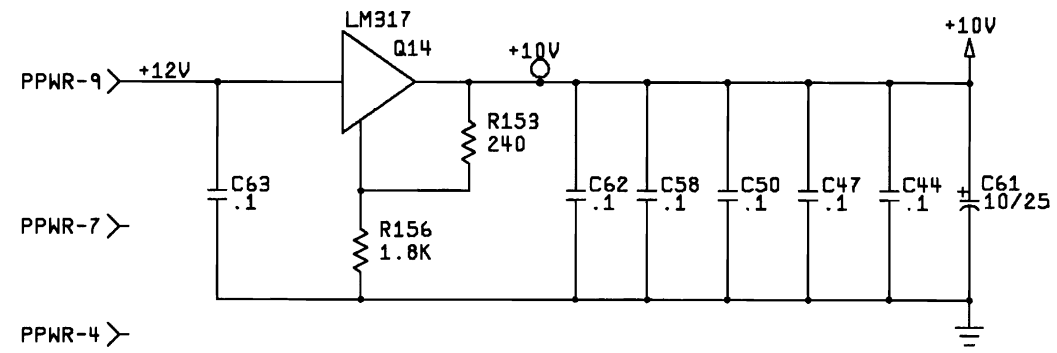 LM317
Q14
+10V
+10V
PPWR-9
+12V
R153
240
C63
.1
C62
.1
C58
.1
C50
.1
C47
.1
C44
.1
+
C61
10/25
PPWR-7
R156
1.8K
PPWR-4